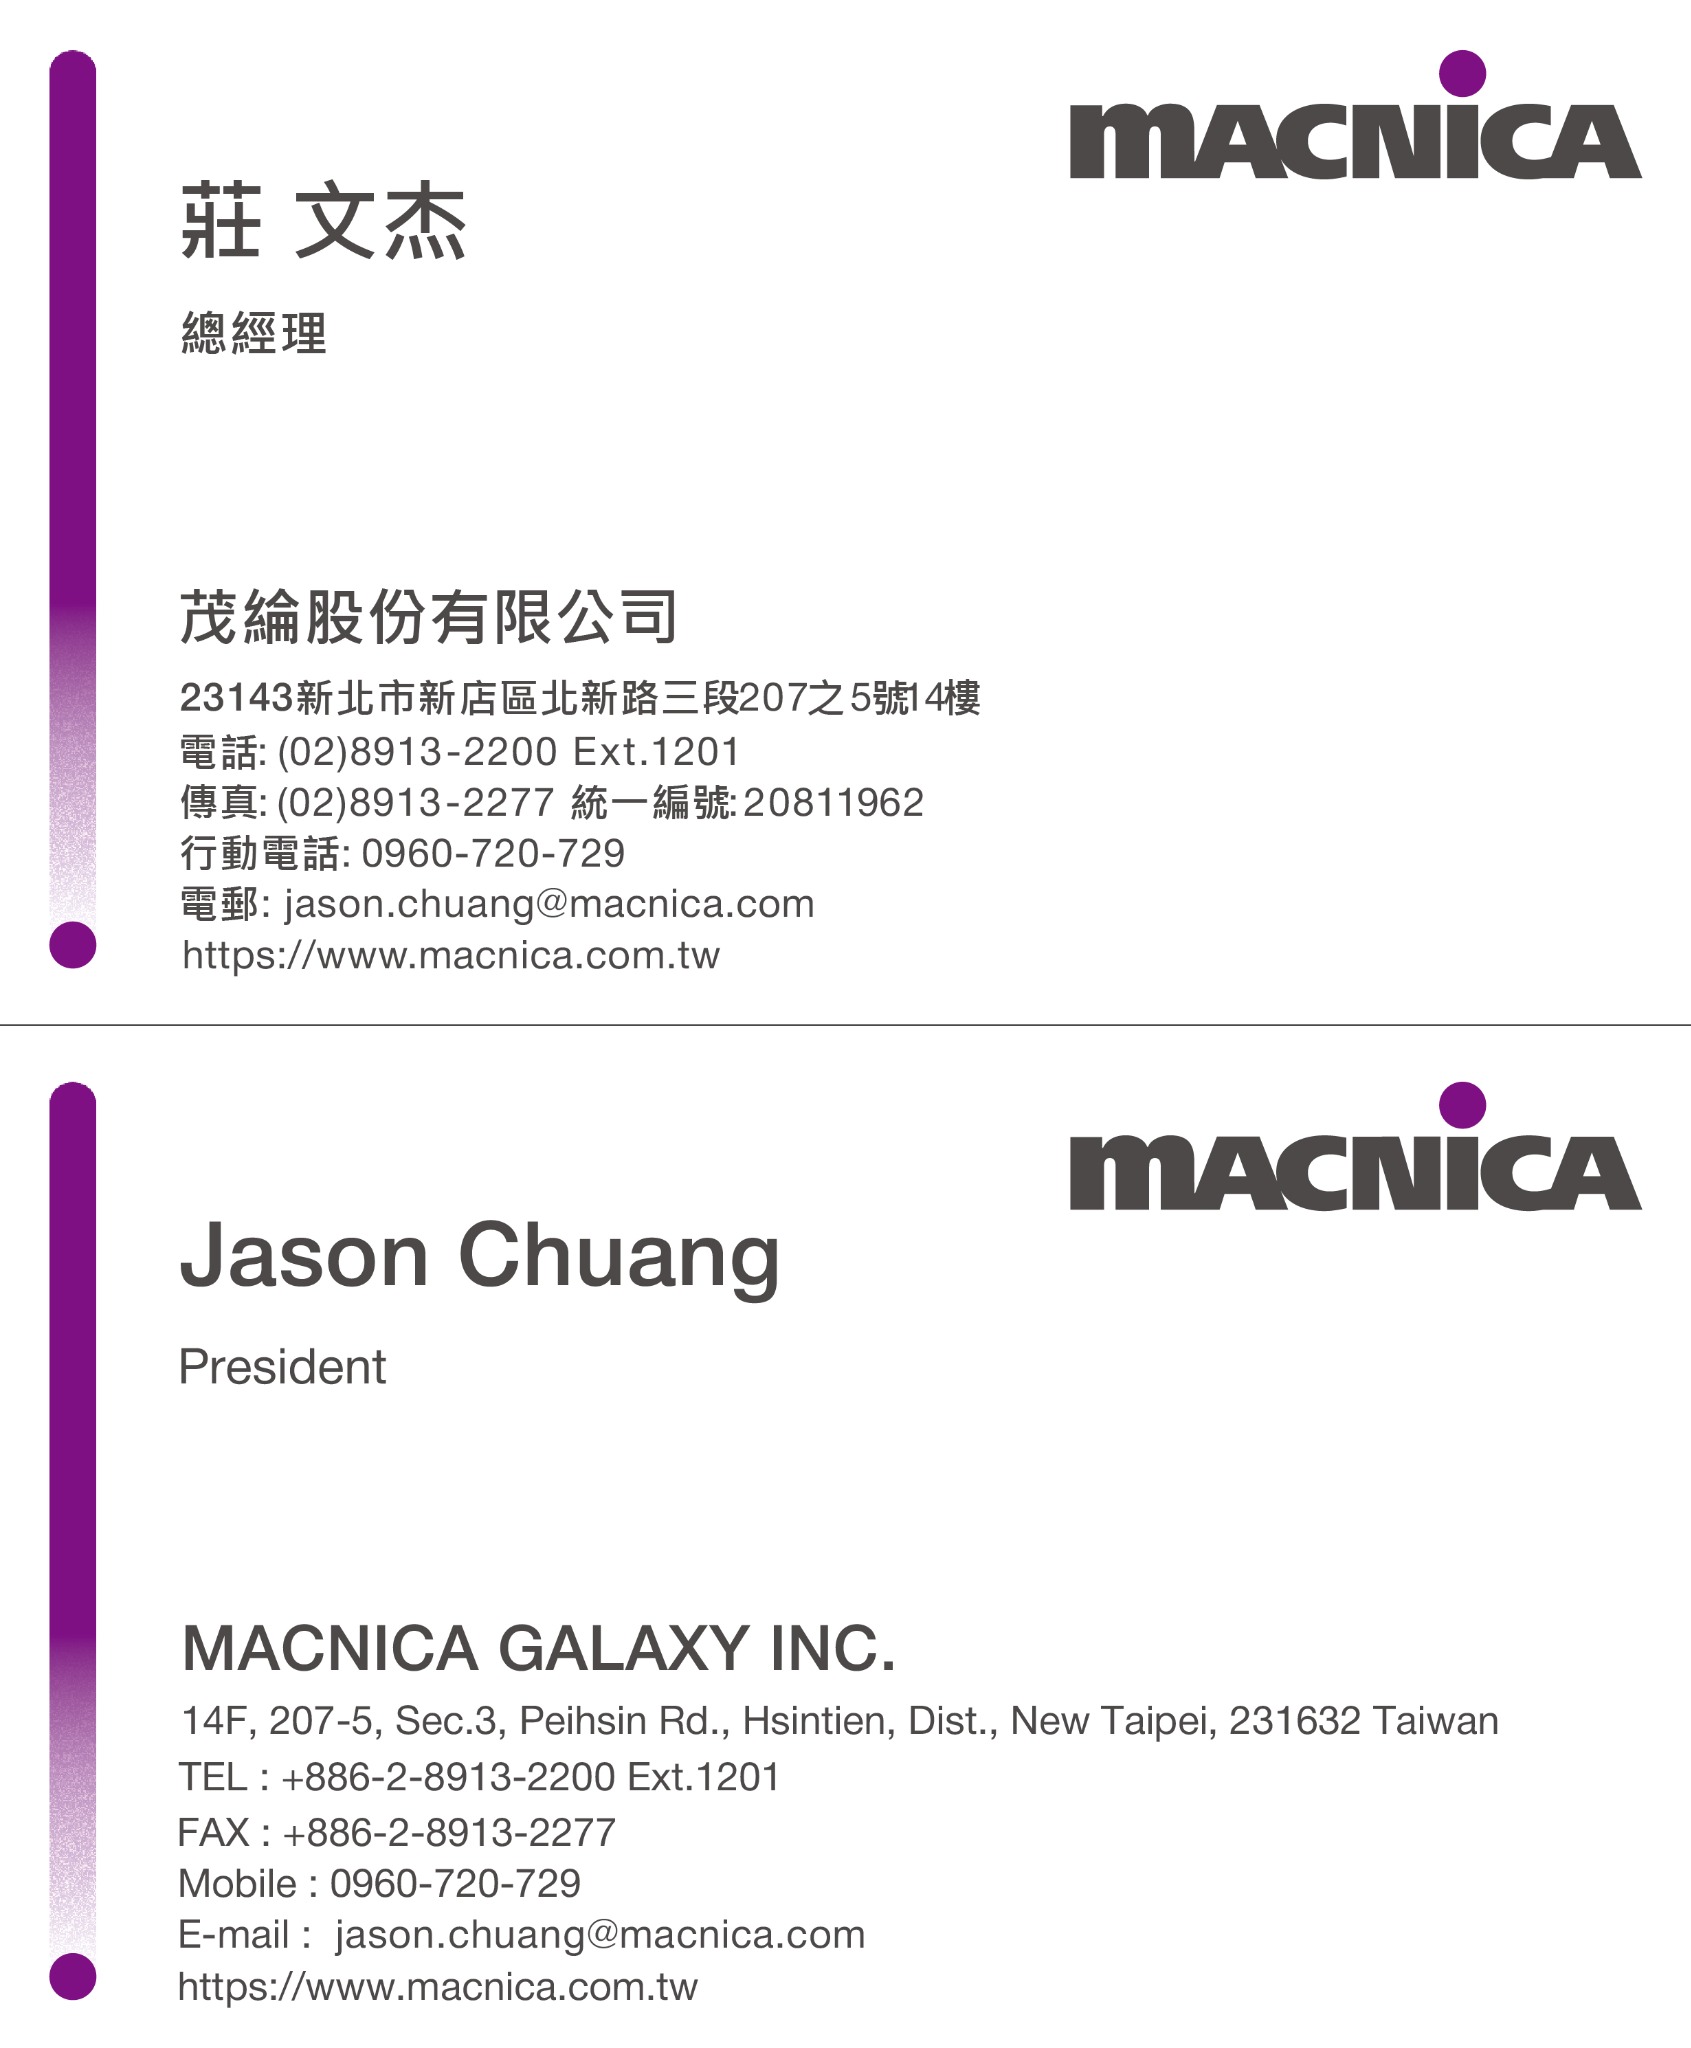 MACNICA
莊 文杰
總經理
茂綸股份有限公司
23143新北市新店區北新路三段207之5號14樓
電話: (02)8913-2200 Ext.1201
傳真: (02)8913-2277 統一編號: 20811962
行動電話: 0960-720-729
電郵: jason.chuang@macnica.com
https://www.macnica.com.tw
MACNICA
Jason Chuang
President
MACNICA GALAXY INC.
14F, 207-5, Sec.3, Peihsin Rd., Hsintien, Dist., New Taipei, 231632 Taiwan
TEL : +886-2-8913-2200 Ext.1201
FAX : +886-2-8913-2277
Mobile : 0960-720-729
E-mail : jason.chuang@macnica.com
https://www.macnica.com.tw